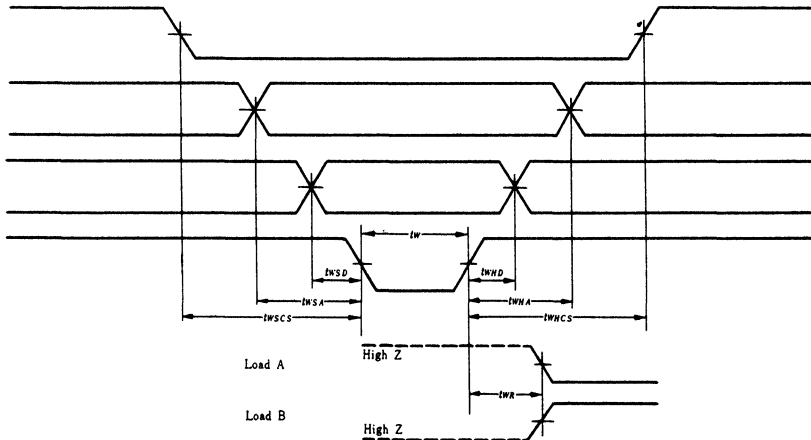 tw
twSD
twHD
twSA
twHA
twSCS
twHCS
High Z
Load A
twR
Load B
High Z